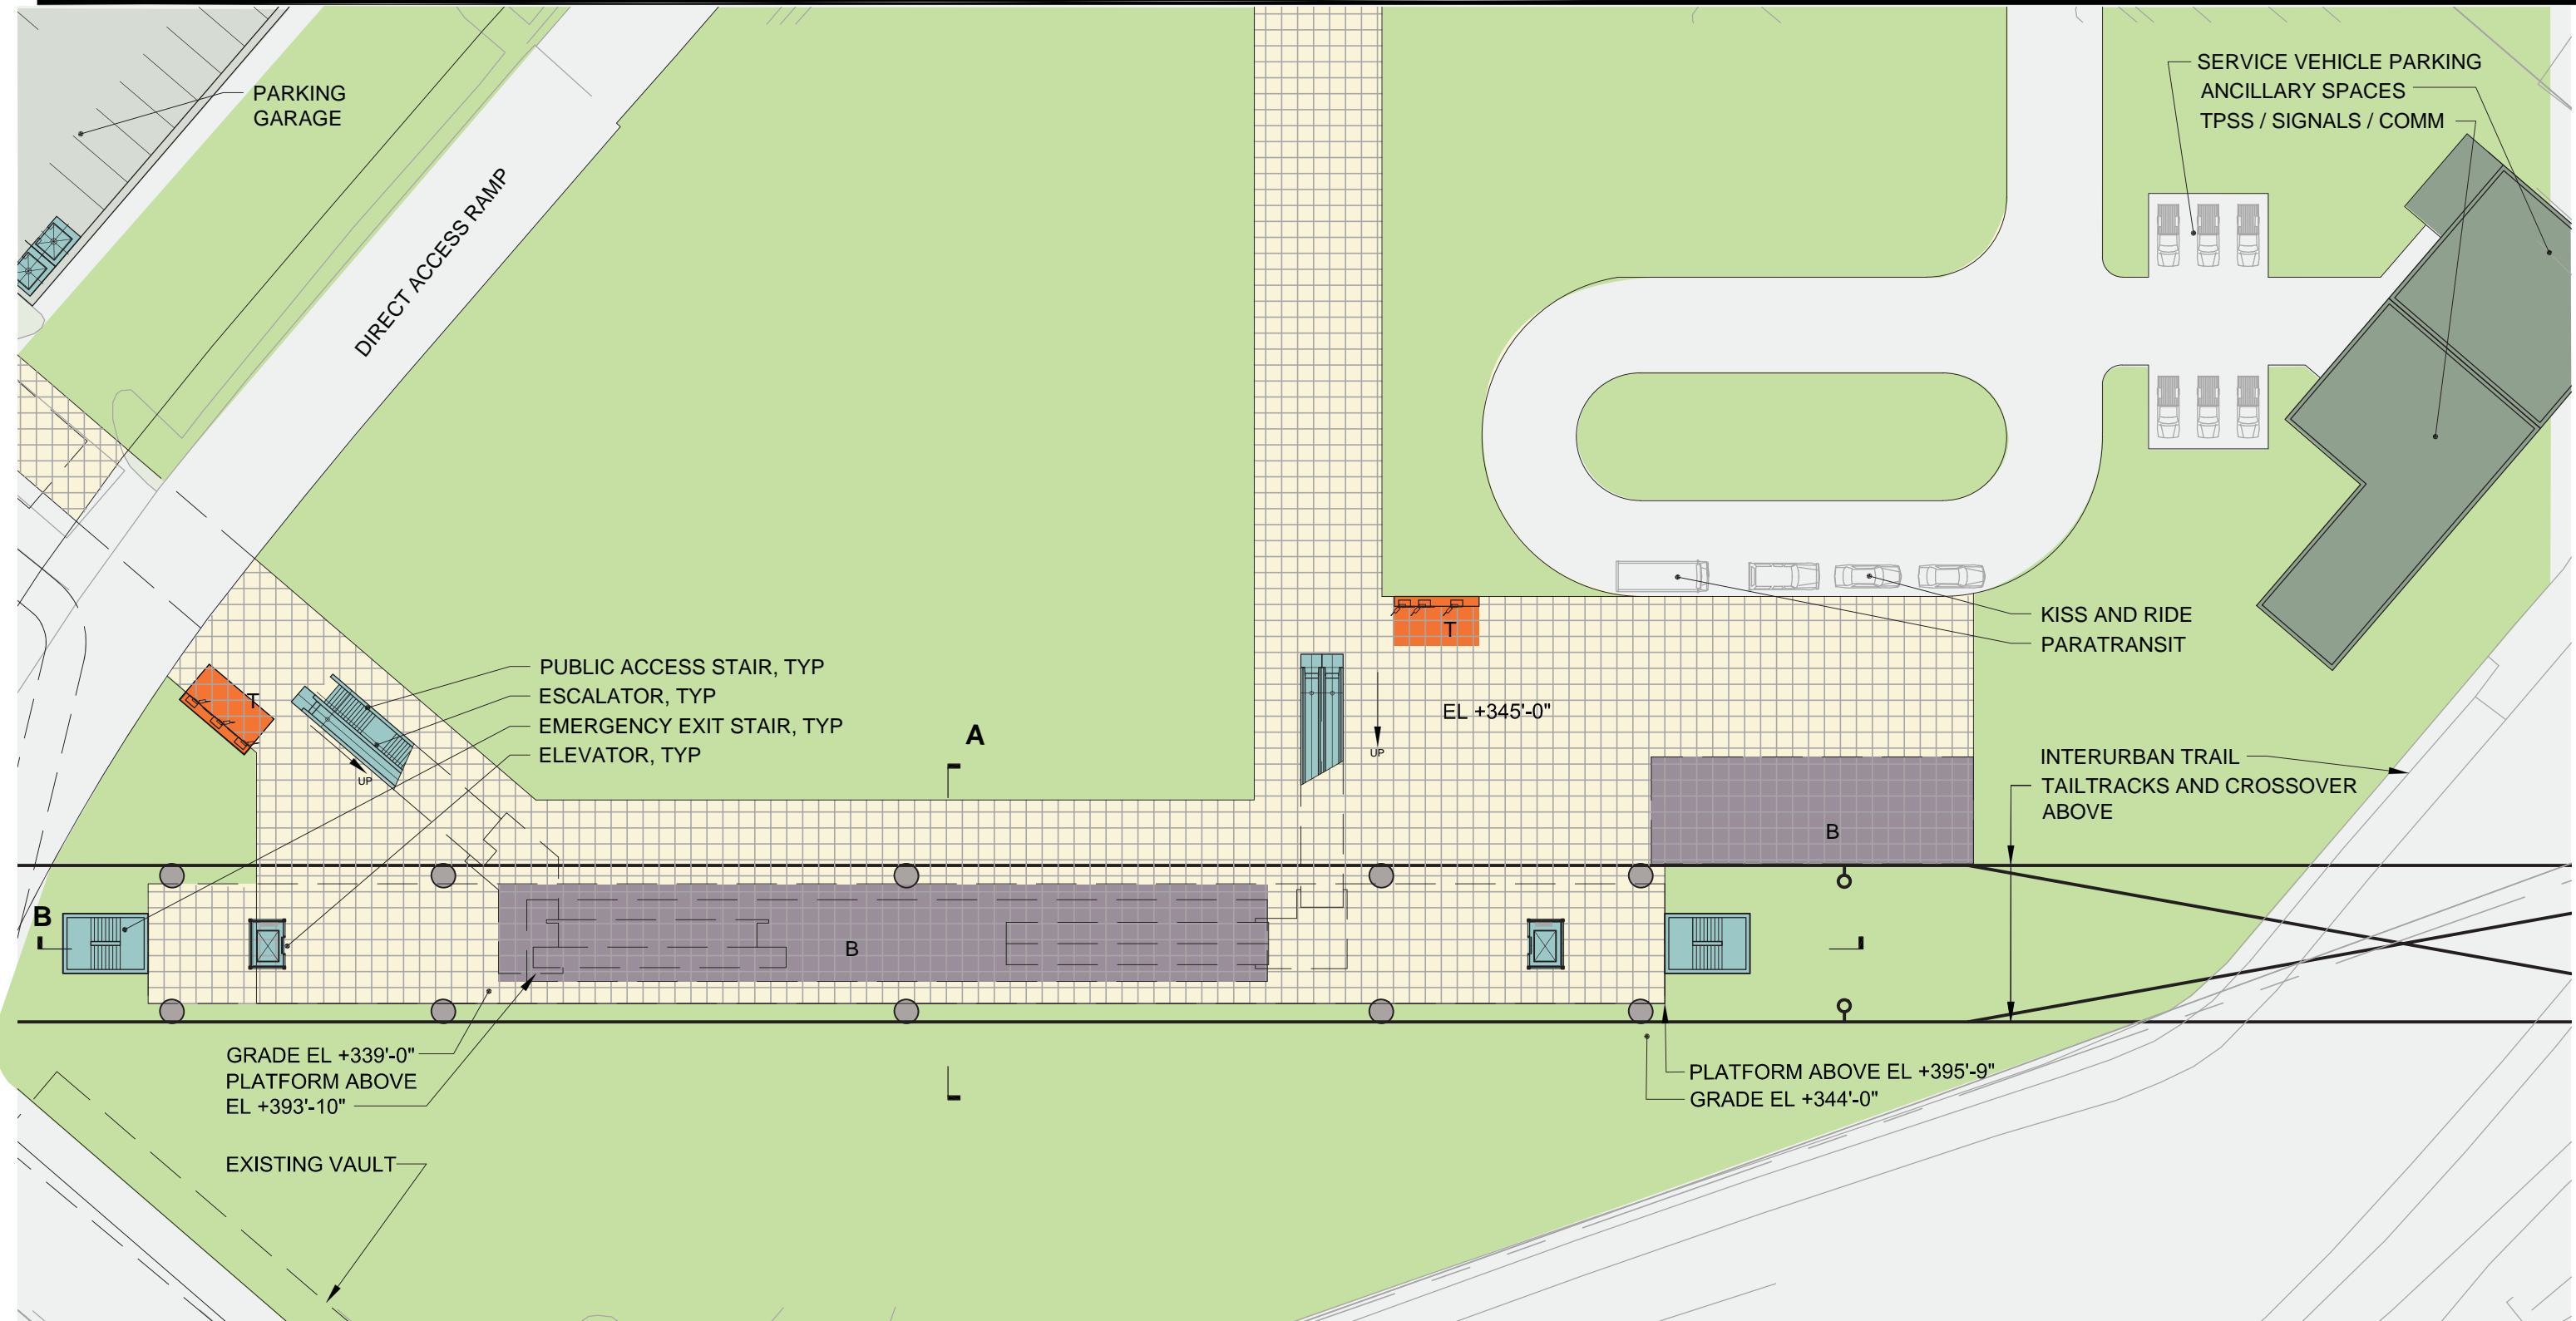 PARKING
GARAGE
DIRECT ACCESS RAMP
SERVICE VEHICLE PARKING
ANCILLARY SPACES
TPSS / SIGNALS / COMM
T
KISS AND RIDE
PARATRANSIT
T
UP
PUBLIC ACCESS STAIR, TYP
ESCALATOR, TYP
EMERGENCY EXIT STAIR, TYP
ELEVATOR, TYP
A
EL +345'-0"
UP
INTERURBAN TRAIL
TAILTRACKS AND CROSSOVER
ABOVE
B
B
B
GRADE EL +339'-0"
PLATFORM ABOVE
EL +393'-10"
PLATFORM ABOVE EL +395'-9"
GRADE EL +344'-0"
EXISTING VAULT